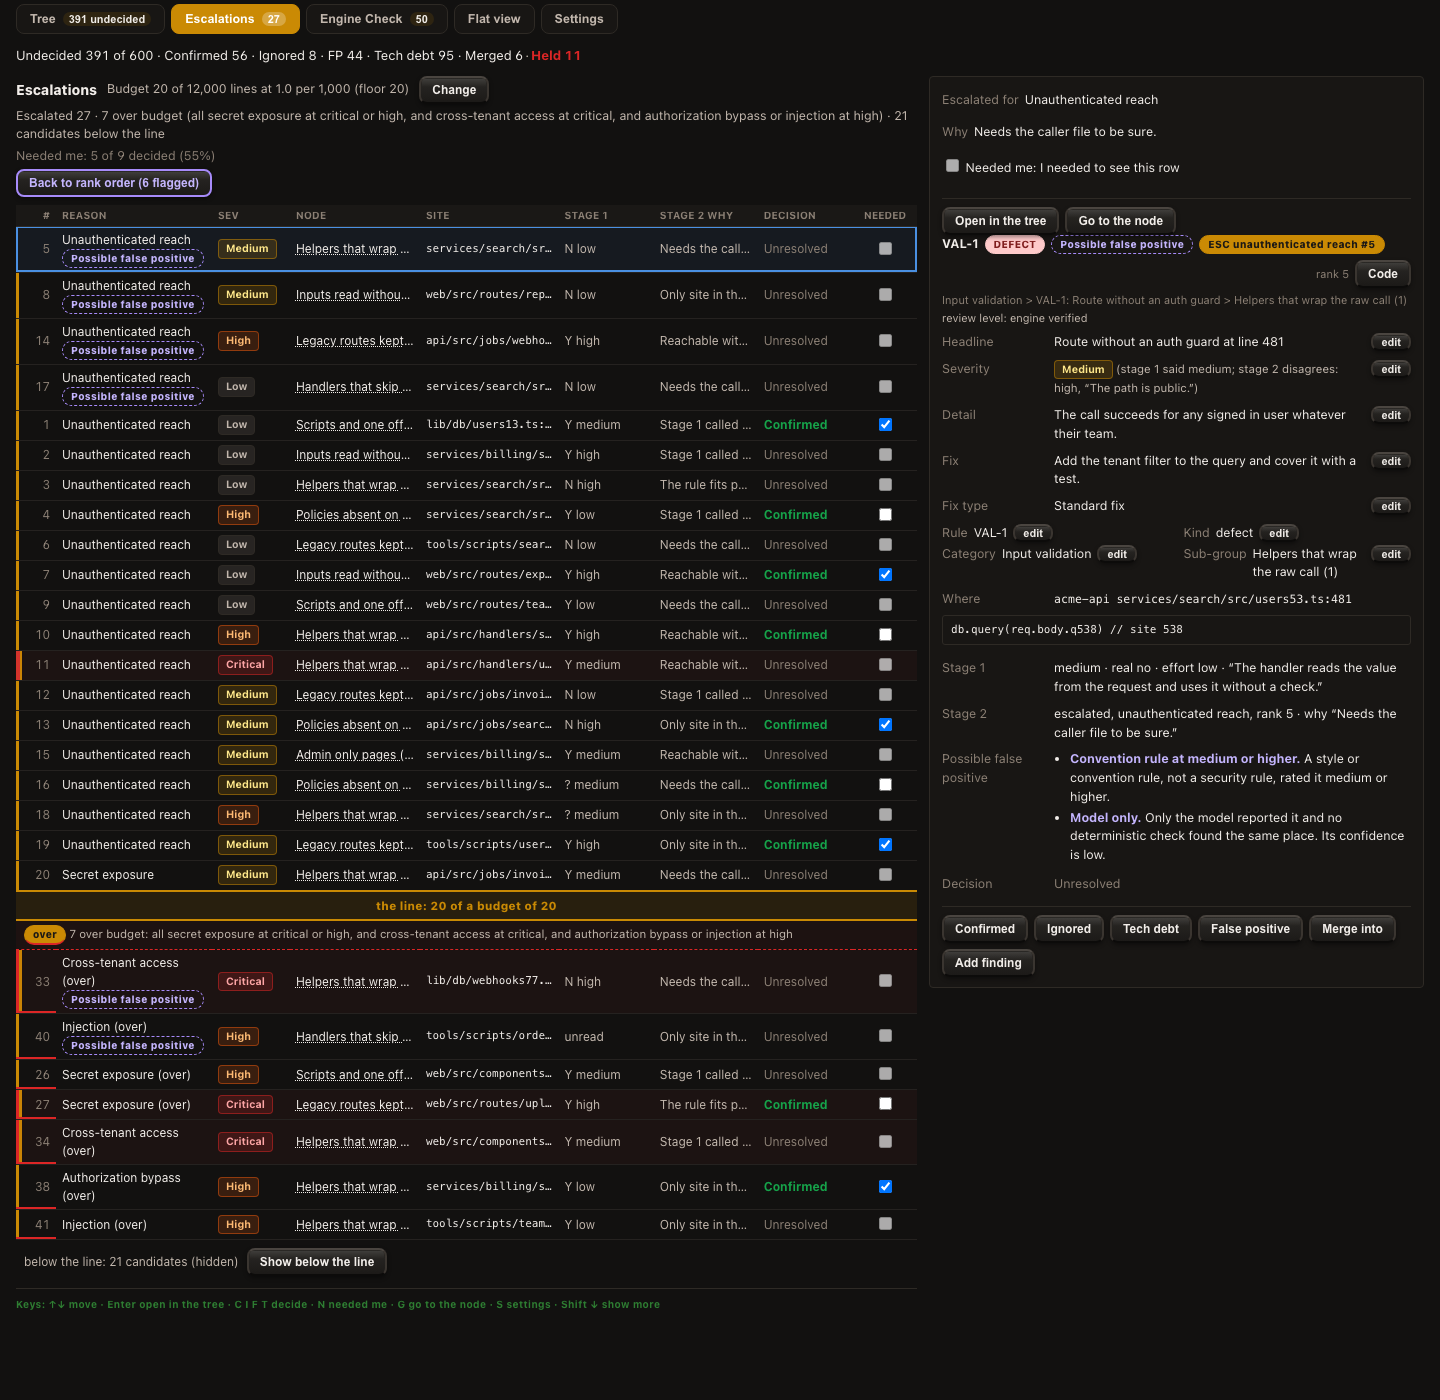 Tree 391 undecided Escalations 27 Engine Check 50 Flat view Settings
Undecided 391 of 600 · Confirmed 56 · Ignored 8 · FP 44 · Tech debt 95 · Merged 6 · Held 11
Escalations Budget 20 of 12,000 lines at 1.0 per 1,000 (floor 20) Change
Escalated 27 · 7 over budget (all secret exposure at critical or high, and cross-tenant access at critical, and authorization bypass or injection at high) · 21
candidates below the line
Needed me: 5 of 9 decided (55%)
Back to rank order (6 flagged)
# REASON SEV NODE SITE STAGE 1 STAGE 2 WHY DECISION NEEDED
5 Unauthenticated reach Possible false positive Medium Helpers that wrap ... services/search/sr… N low Needs the call... Unresolved
8 Unauthenticated reach Possible false positive Medium Inputs read withou... web/src/routes/rep… N low Only site in th... Unresolved
14 Unauthenticated reach Possible false positive High Legacy routes kept... api/src/jobs/webho… Y high Reachable wit... Unresolved
17 Unauthenticated reach Possible false positive Low Handlers that skip ... services/search/sr… N low Needs the call... Unresolved
1 Unauthenticated reach Low Scripts and one off... lib/db/users13.ts:… Y medium Stage 1 called ... Confirmed
2 Unauthenticated reach Low Inputs read withou... services/billing/s… Y high Stage 1 called ... Unresolved
3 Unauthenticated reach Low Helpers that wrap ... services/search/sr… N high The rule fits p... Unresolved
4 Unauthenticated reach High Policies absent on ... services/search/sr… Y low Stage 1 called ... Confirmed
6 Unauthenticated reach Low Legacy routes kept... tools/scripts/sear… N low Needs the call... Unresolved
7 Unauthenticated reach Low Inputs read withou... web/src/routes/exp… Y high Reachable wit... Confirmed
9 Unauthenticated reach Low Scripts and one off... web/src/routes/tea… Y low Needs the call... Unresolved
10 Unauthenticated reach High Helpers that wrap ... api/src/handlers/s… Y high Reachable wit... Confirmed
11 Unauthenticated reach Critical Helpers that wrap ... api/src/handlers/u… Y medium Reachable wit... Unresolved
12 Unauthenticated reach Medium Legacy routes kept... api/src/jobs/invoi… N low Stage 1 called ... Unresolved
13 Unauthenticated reach Medium Policies absent on ... api/src/jobs/searc… N high Only site in th... Confirmed
15 Unauthenticated reach Medium Admin only pages (... services/billing/s… Y medium Reachable wit... Unresolved
16 Unauthenticated reach Medium Policies absent on ... services/billing/s… ? medium Needs the call... Confirmed
18 Unauthenticated reach High Helpers that wrap ... services/search/sr… ? medium Only site in th... Unresolved
19 Unauthenticated reach Medium Legacy routes kept... tools/scripts/user… Y high Only site in th... Confirmed
20 Secret exposure Medium Helpers that wrap ... api/src/jobs/invoi… Y medium Needs the call... Unresolved
the line: 20 of a budget of 20
over 7 over budget: all secret exposure at critical or high, and cross-tenant access at critical, and authorization bypass or injection at high
33 Cross-tenant access (over) Possible false positive Critical Helpers that wrap ... lib/db/webhooks77.… N high Needs the call... Unresolved
40 Injection (over) Possible false positive High Handlers that skip ... tools/scripts/orde… unread Only site in th... Unresolved
26 Secret exposure (over) High Scripts and one off... web/src/components… Y medium Stage 1 called ... Unresolved
27 Secret exposure (over) Critical Legacy routes kept... web/src/routes/upl… Y high The rule fits p... Confirmed
34 Cross-tenant access (over) Critical Helpers that wrap ... web/src/components… Y medium Stage 1 called ... Unresolved
38 Authorization bypass (over) High Helpers that wrap ... services/billing/s… Y low Only site in th... Confirmed
41 Injection (over) High Helpers that wrap ... tools/scripts/team… Y low Only site in th... Unresolved
below the line: 21 candidates (hidden) Show below the line
Keys: ↑↓ move · Enter open in the tree · C I F T decide · N needed me · G go to the node · S settings · Shift ↓ show more
Escalated for Unauthenticated reach
Why Needs the caller file to be sure.
Needed me: I needed to see this row
Open in the tree Go to the node
VAL-1 DEFECT Possible false positive ESC unauthenticated reach #5
rank 5 Code
Input validation > VAL-1: Route without an auth guard > Helpers that wrap the raw call (1)
review level: engine verified
Headline Route without an auth guard at line 481 edit
Severity Medium (stage 1 said medium; stage 2 disagrees: edit
high, “The path is public.”)
Detail The call succeeds for any signed in user whatever edit
their team.
Fix Add the tenant filter to the query and cover it with a edit
test.
Fix type Standard fix edit
Rule VAL-1 edit Kind defect edit
Category Input validation edit Sub-group Helpers that wrap edit
the raw call (1)
Where acme-api services/search/src/users53.ts:481
db.query(req.body.q538) // site 538
Stage 1 medium · real no · effort low · “The handler reads the value
from the request and uses it without a check.”
Stage 2 escalated, unauthenticated reach, rank 5 · why “Needs the
caller file to be sure.”
Possible false • Convention rule at medium or higher. A style or
positive convention rule, not a security rule, rated it medium or
higher.
• Model only. Only the model reported it and no
deterministic check found the same place. Its confidence
is low.
Decision Unresolved
Confirmed Ignored Tech debt False positive Merge into
Add finding